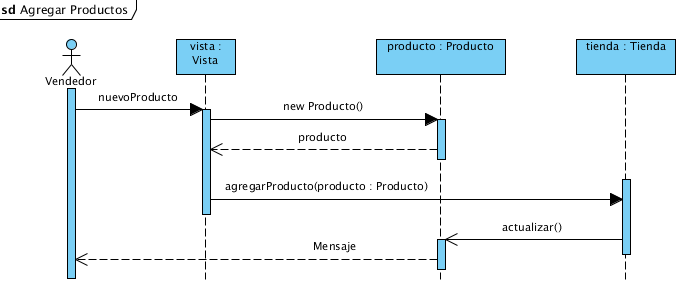 sd Agregar Productos
vista :
Vista
producto : Producto
tienda : Tienda
Vendedor
nuevoProducto
new Producto()
producto
agregarProducto(producto : Producto)
actualizar()
Mensaje